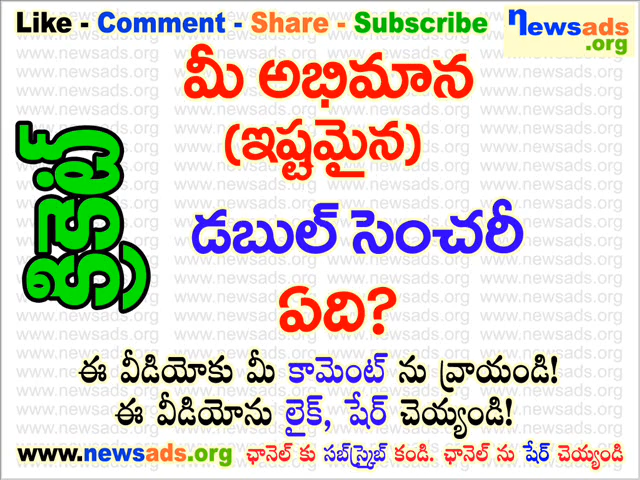 Like - Comment - Share - Subscribe
newsads
.org
మీ అభిమాన
(ఇష్టమైన)
క్రికెట్
డబుల్ సెంచరీ
ఏది?
ఈ వీడియోకు మీ కామెంట్ ను వ్రాయండి!
ఈ వీడియోను లైక్, షేర్ చెయ్యండి!
www.newsads.org ఛానెల్ కు సబ్‌స్క్రైబ్ కండి. ఛానెల్ ను షేర్ చెయ్యండి